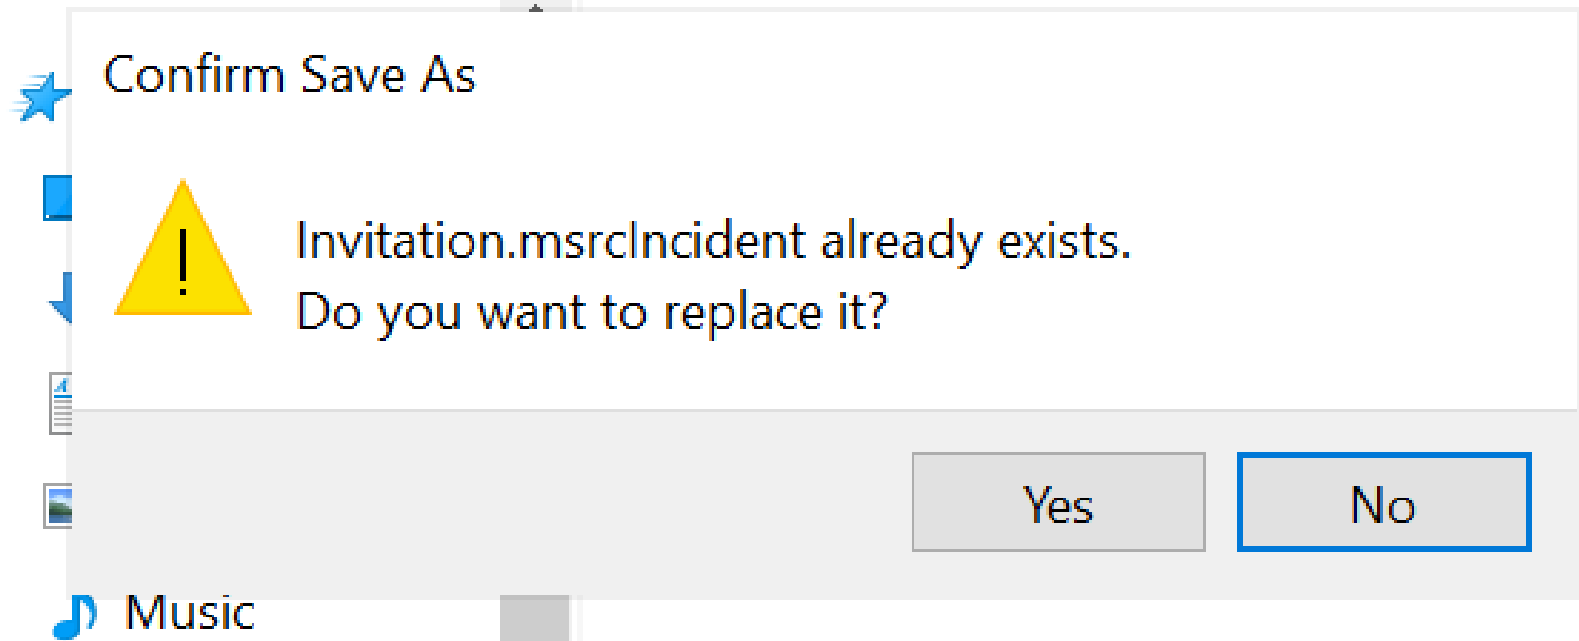 Confirm Save As
Invitation.msrcIncident already exists.
Do you want to replace it?
Yes
No
Music